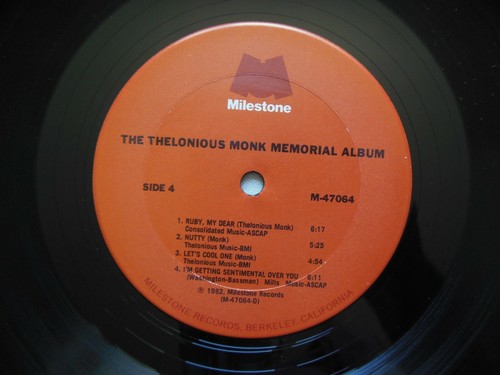 Milestone
THE THELONIOUS MONK MEMORIAL ALBUM
SIDE 4 M-47064
1. RUBY, MY DEAR (Thelonious Monk) 6:17
Consolidated Music-ASCAP
2. NUTTY (Monk) 5:25
Thelonious Music-BMI
3. LET'S COOL ONE (Monk) 4:54
Thelonious Music-BMI
4. I'M GETTING SENTIMENTAL OVER YOU 6:11
(Washington-Bassman) Mills Music-ASCAP
℗ 1982, Milestone Records
(M-47064-D)
MILESTONE RECORDS, BERKELEY, CALIFORNIA